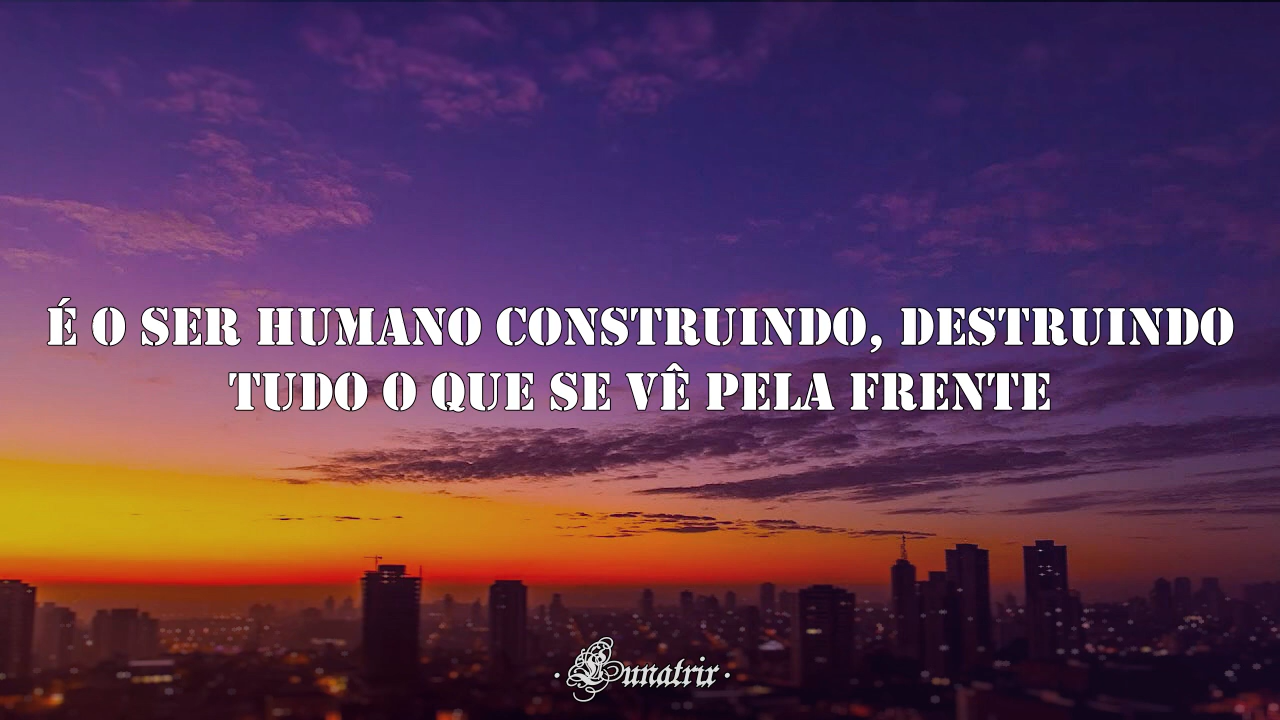 É O SER HUMANO CONSTRUINDO, DESTRUINDO
TUDO O QUE SE VÊ PELA FRENTE
· Lunatrix ·